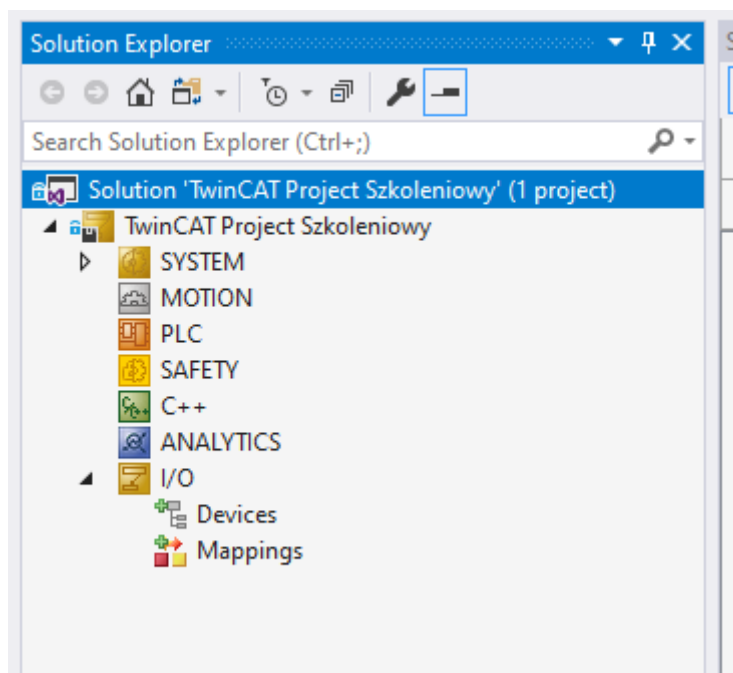 Solution Explorer
Search Solution Explorer (Ctrl+;)
Solution 'TwinCAT Project Szkoleniowy' (1 project)
TwinCAT Project Szkoleniowy
SYSTEM
MOTION
PLC
SAFETY
C++
ANALYTICS
I/O
Devices
Mappings